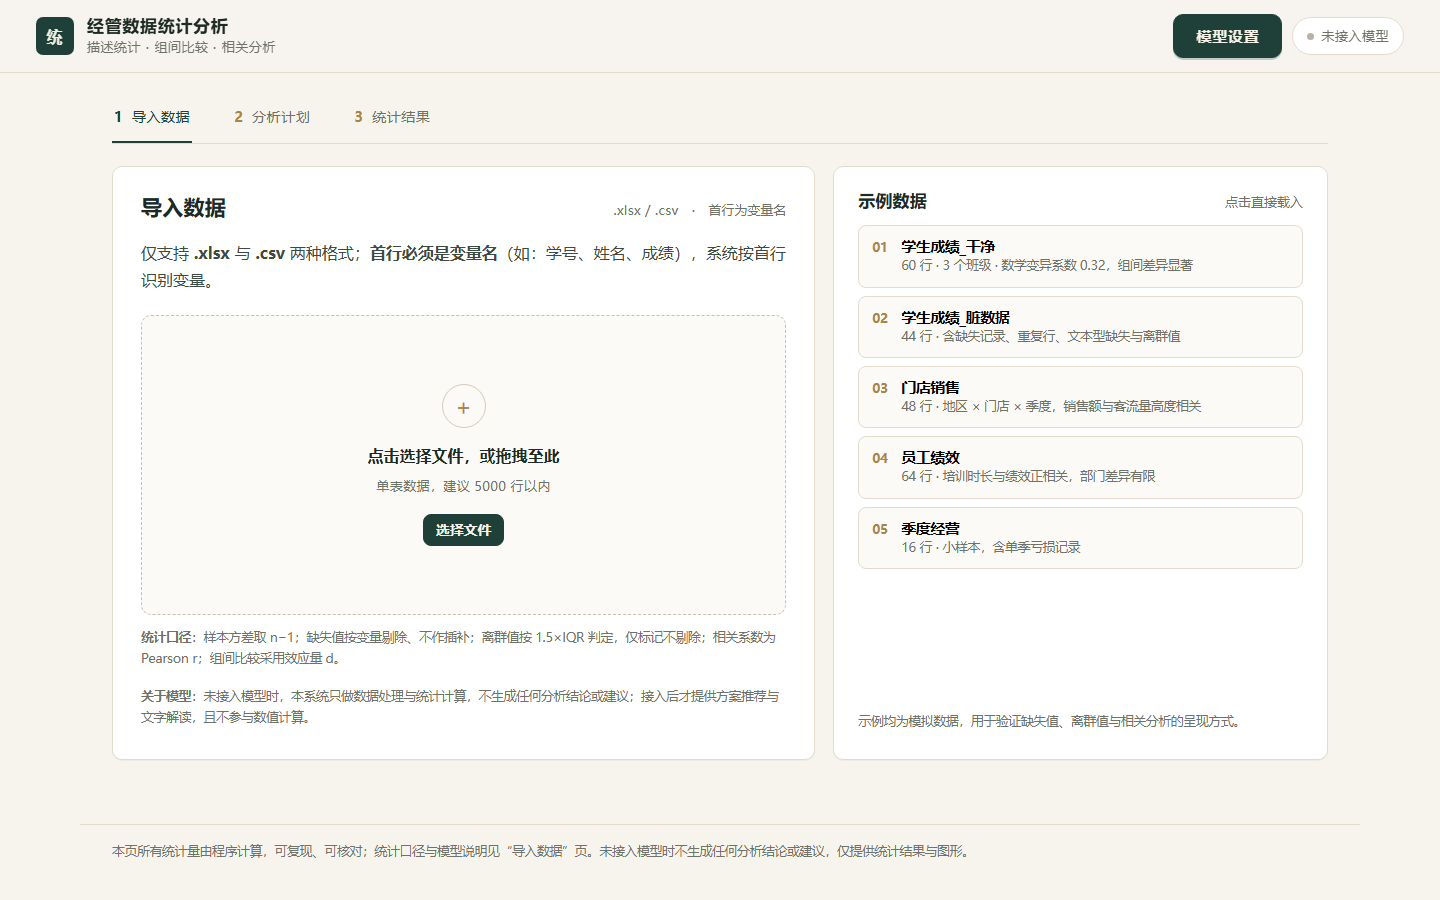 统
经管数据统计分析
描述统计 · 组间比较 · 相关分析
模型设置
未接入模型
1 导入数据
2 分析计划
3 统计结果
导入数据
.xlsx / .csv · 首行为变量名
仅支持 .xlsx 与 .csv 两种格式；首行必须是变量名（如：学号、姓名、成绩），系统按首行
识别变量。
+
点击选择文件，或拖拽至此
单表数据，建议 5000 行以内
选择文件
统计口径：样本方差取 n−1；缺失值按变量剔除、不作插补；离群值按 1.5×IQR 判定，仅标记不剔除；相关系数为
Pearson r；组间比较采用效应量 d。
关于模型：未接入模型时，本系统只做数据处理与统计计算，不生成任何分析结论或建议；接入后才提供方案推荐与
文字解读，且不参与数值计算。
示例数据
点击直接载入
01 学生成绩_干净
60 行 · 3 个班级 · 数学变异系数 0.32，组间差异显著
02 学生成绩_脏数据
44 行 · 含缺失记录、重复行、文本型缺失与离群值
03 门店销售
48 行 · 地区 × 门店 × 季度，销售额与客流量高度相关
04 员工绩效
64 行 · 培训时长与绩效正相关，部门差异有限
05 季度经营
16 行 · 小样本，含单季亏损记录
示例均为模拟数据，用于验证缺失值、离群值与相关分析的呈现方式。
本页所有统计量由程序计算，可复现、可核对；统计口径与模型说明见“导入数据”页。未接入模型时不生成任何分析结论或建议，仅提供统计结果与图形。